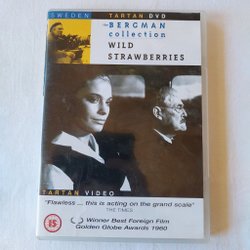 SWEDEN
TARTAN DVD
the BERGMAN
collection
WILD
STRAWBERRIES
TARTAN VIDEO
"Flawless ... this is acting on the grand scale"
THE TIMES
15
Winner Best Foreign Film
Golden Globe Awards 1960